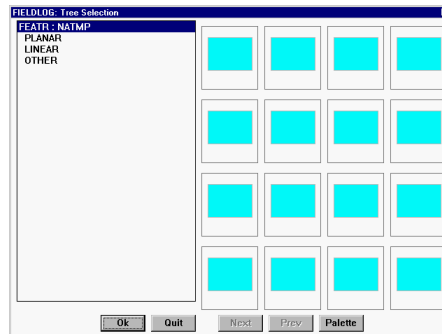 FIELDLOG: Tree Selection
FEATR : NATMP
PLANAR
LINEAR
OTHER
Ok Quit Next Prev Palette